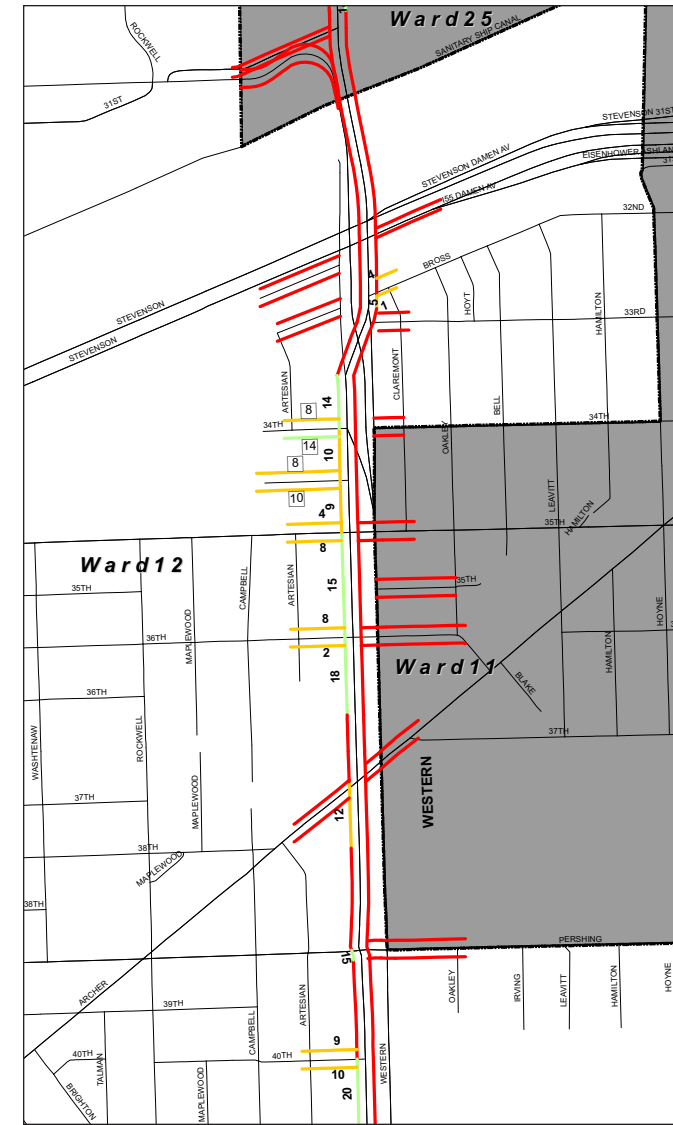 1
Ward25
ROCKWELL
SANITARY SHIP CANAL
31ST
STEVENSON 31ST
STEVENSON DAMEN AV
EISENHOWER ASHLAN
I55 DAMEN AV
32ND
BROSS
4
5
7
HOYT
HAMILTON
STEVENSON
STEVENSON
33RD
CLAREMONT
ARTESIAN
14
8
BELL
34TH
34TH
OAKLEY
14
10
8
LEAVITT
10
9
HAMILTON
4
35TH
8
Ward12
CAMPBELL
ARTESIAN
15
35TH
35TH
MAPLEWOOD
HOYNE
8
36TH
2
HAMILTON
Ward11
18
BLAKE
36TH
WASHTENAW
ROCKWELL
37TH
WESTERN
37TH
MAPLEWOOD
12
38TH
MAPLEWOOD
38TH
PERSHING
15
ARCHER
OAKLEY
IRVING
LEAVITT
HAMILTON
HOYNE
39TH
ARTESIAN
CAMPBELL
9
40TH
40TH
TALMAN
10
WESTERN
BRIGHTON
MAPLEWOOD
20